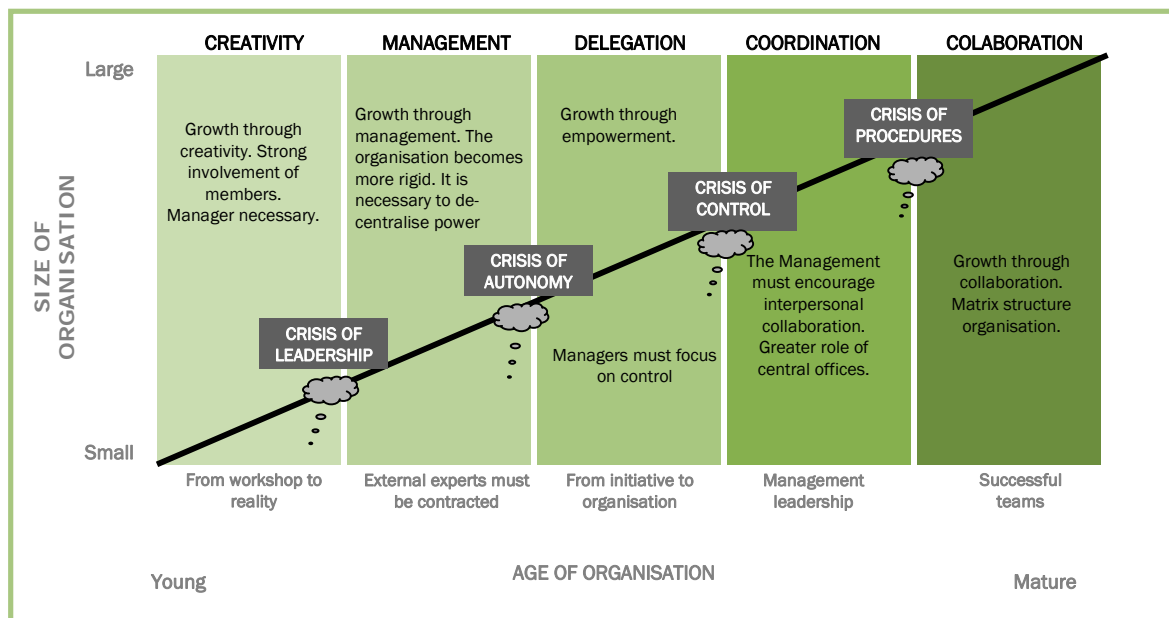 CREATIVITY
MANAGEMENT
DELEGATION
COORDINATION
COLABORATION
Large
SIZE OF
ORGANISATION
Small
Growth through
creativity. Strong
involvement of
members.
Manager necessary.
Growth through
management. The
organisation becomes
more rigid. It is
necessary to de-
centralise power
Growth through
empowerment.
Managers must focus
on control
The Management
must encourage
interpersonal
collaboration.
Greater role of
central offices.
Growth through
collaboration.
Matrix structure
organisation.
CRISIS OF
LEADERSHIP
CRISIS OF
AUTONOMY
CRISIS OF
CONTROL
CRISIS OF
PROCEDURES
From workshop to
reality
External experts must
be contracted
From initiative to
organisation
Management
leadership
Successful
teams
Young
AGE OF ORGANISATION
Mature